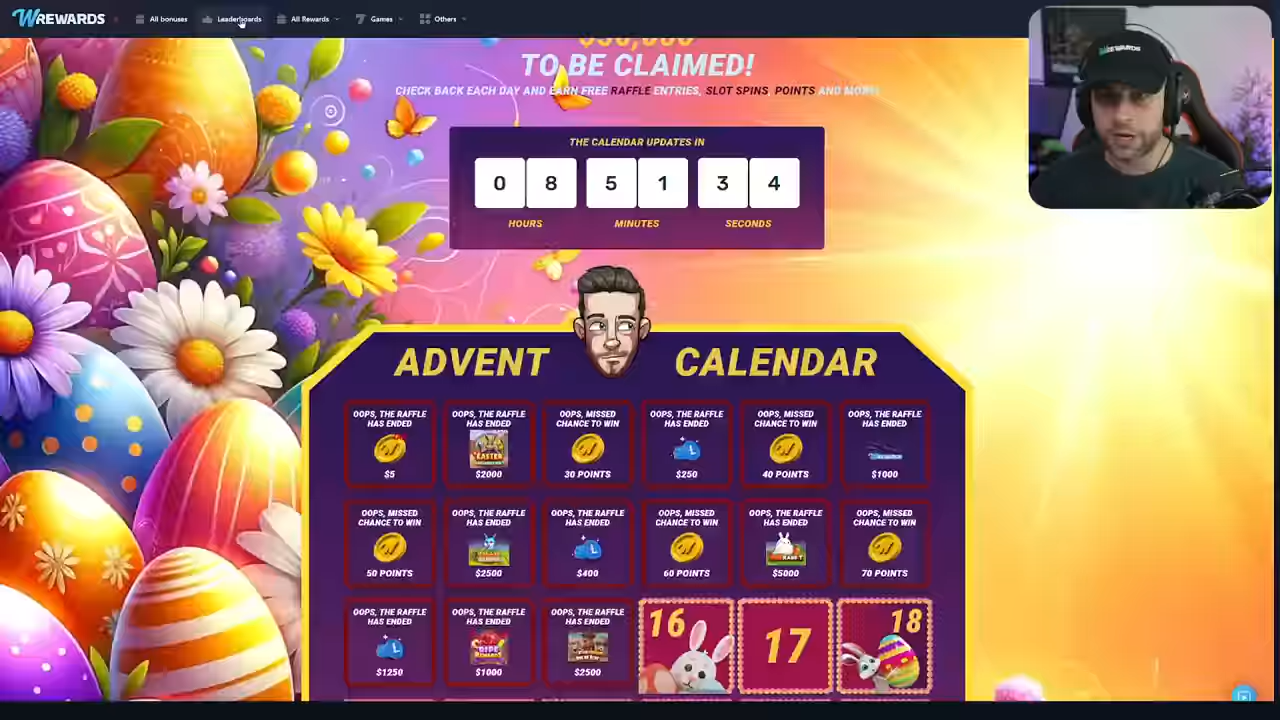 WREWARDS
All bonuses
Leaderboards
All Rewards
Games
Others
$50,000
TO BE CLAIMED!
CHECK BACK EACH DAY AND EARN FREE RAFFLE ENTRIES, SLOT SPINS POINTS AND MORE!
THE CALENDAR UPDATES IN
0 8 5 1 3 4
HOURS MINUTES SECONDS
ADVENT CALENDAR
OOPS, THE RAFFLE
HAS ENDED
$5
OOPS, THE RAFFLE
HAS ENDED
EASTER
$2000
OOPS, MISSED
CHANCE TO WIN
30 POINTS
OOPS, THE RAFFLE
HAS ENDED
$250
OOPS, MISSED
CHANCE TO WIN
40 POINTS
OOPS, THE RAFFLE
HAS ENDED
$1000
OOPS, MISSED
CHANCE TO WIN
50 POINTS
OOPS, THE RAFFLE
HAS ENDED
$2500
OOPS, THE RAFFLE
HAS ENDED
$400
OOPS, MISSED
CHANCE TO WIN
60 POINTS
OOPS, THE RAFFLE
HAS ENDED
$5000
OOPS, MISSED
CHANCE TO WIN
70 POINTS
OOPS, THE RAFFLE
HAS ENDED
$1250
OOPS, THE RAFFLE
HAS ENDED
$1000
OOPS, THE RAFFLE
HAS ENDED
$2500
16
17
18